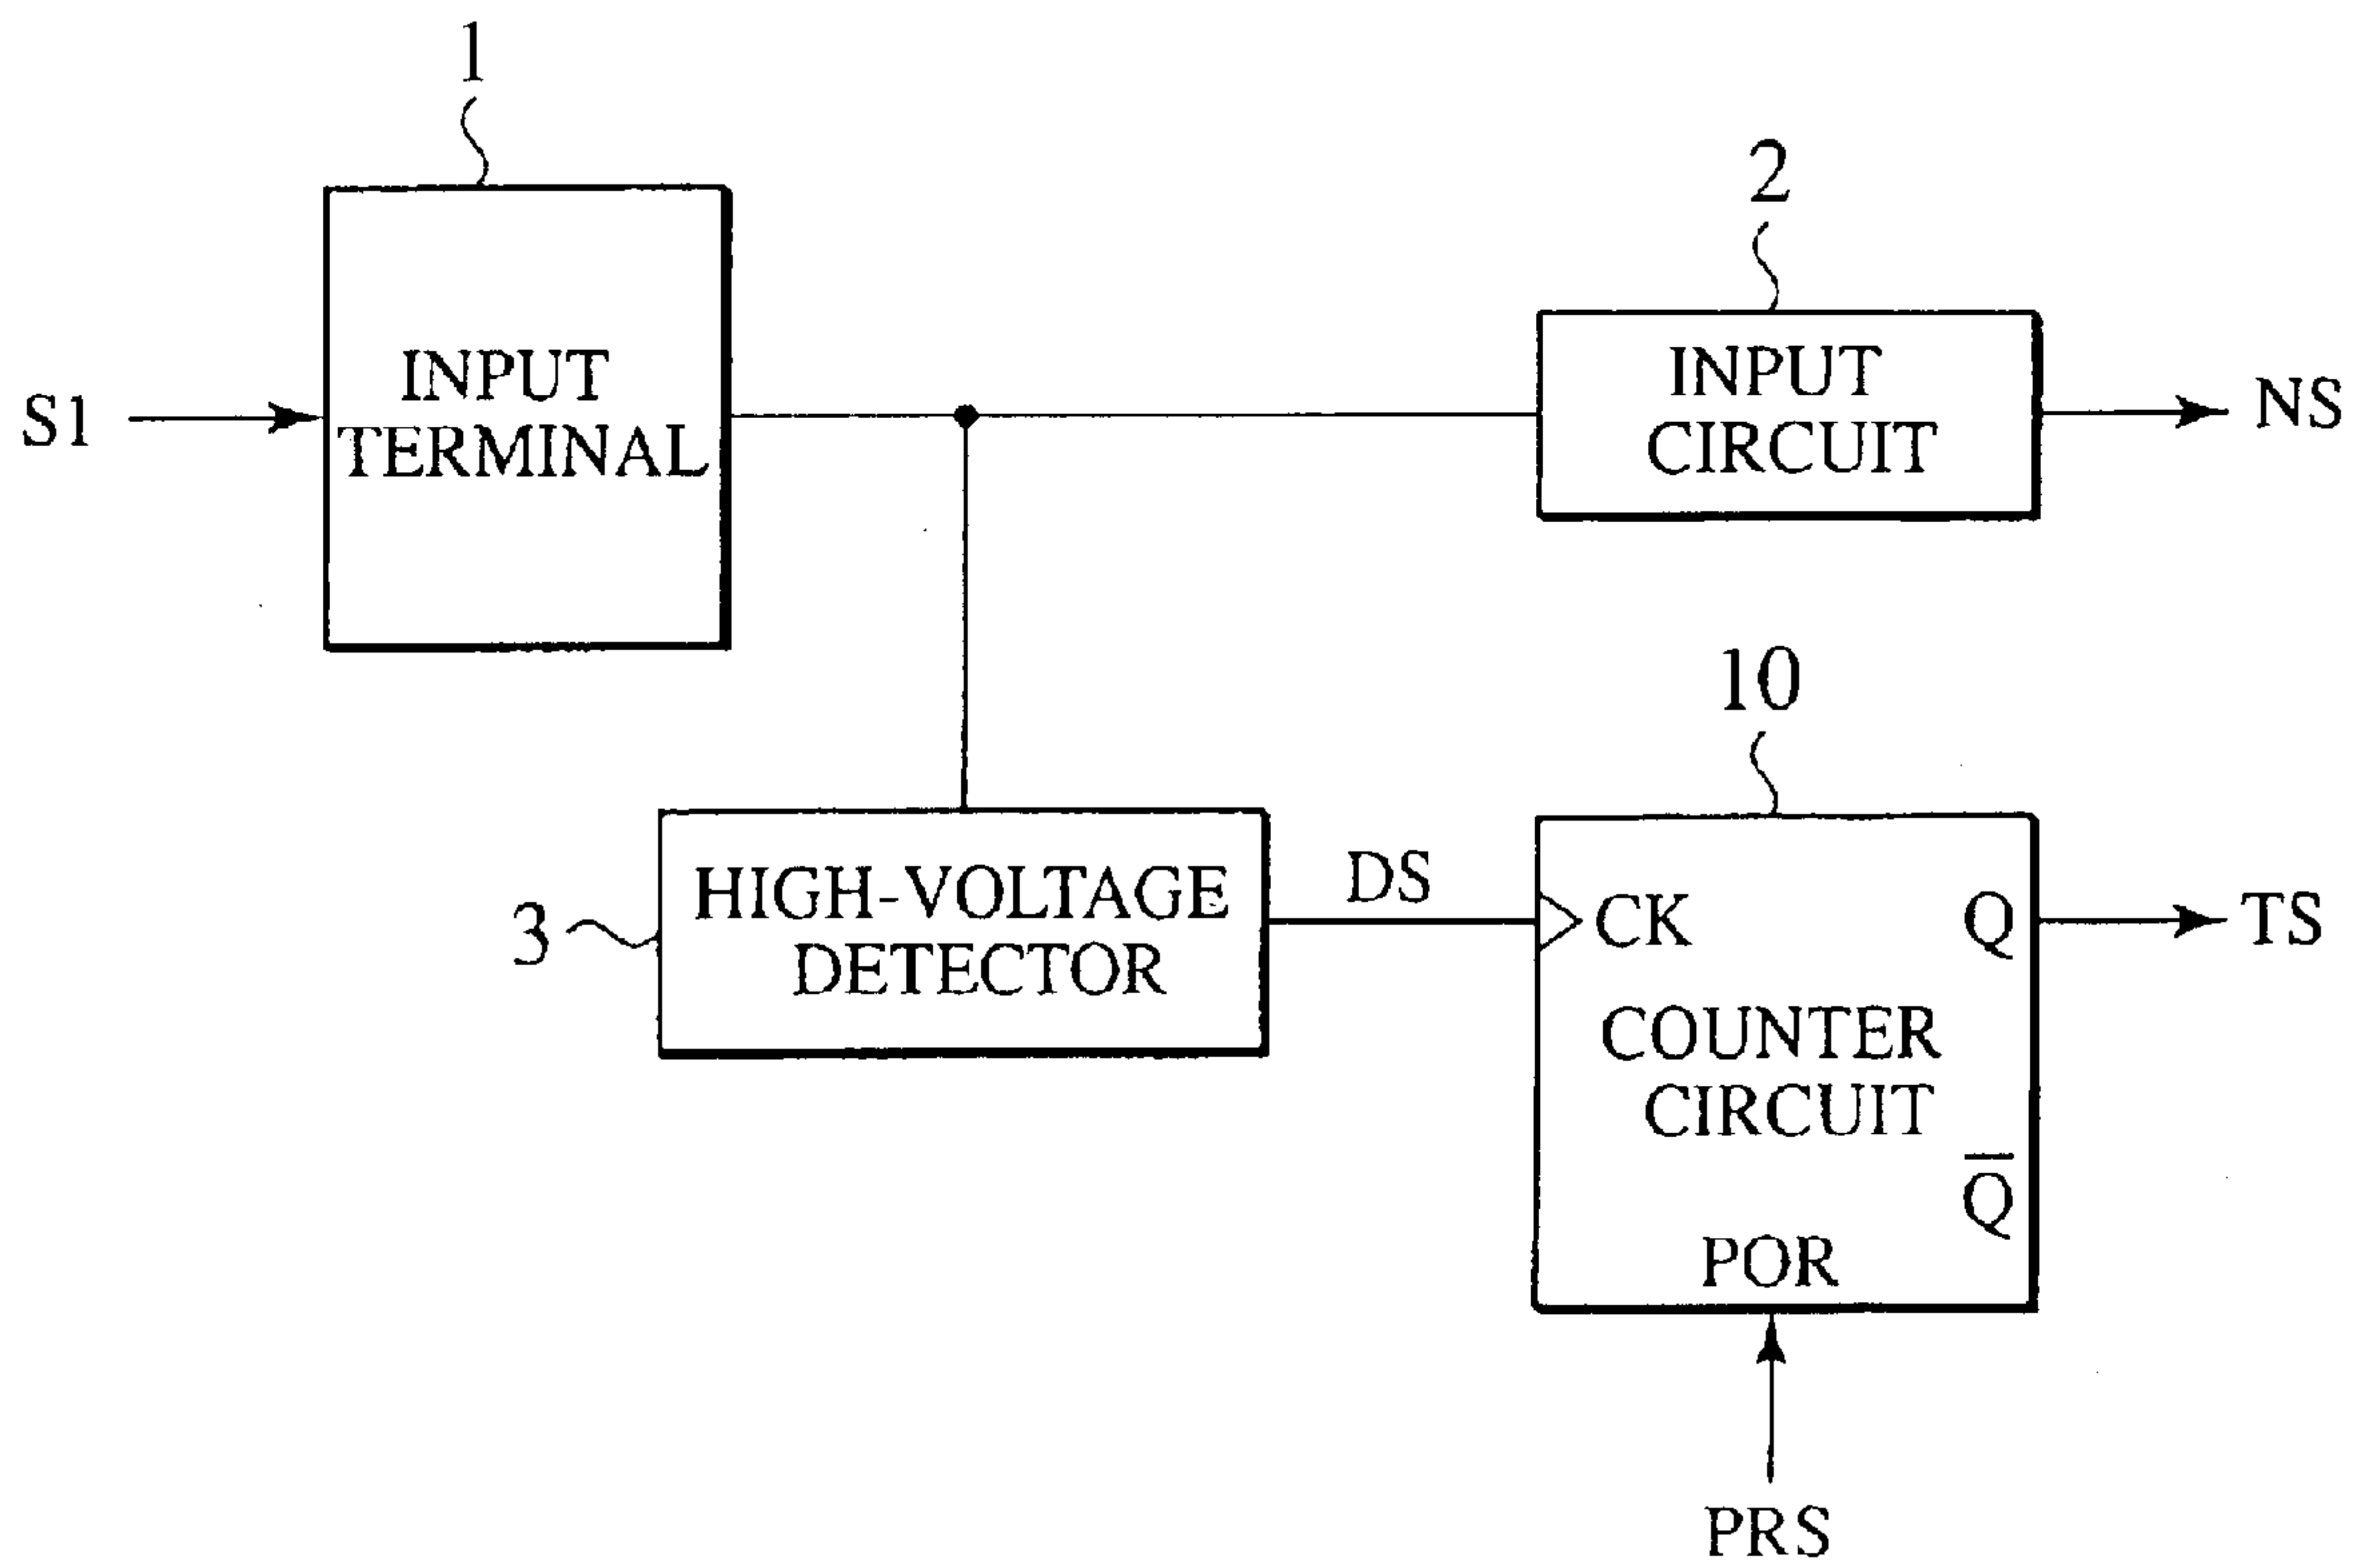 1
2
INPUT
TERMINAL
S1
INPUT
CIRCUIT
NS
10
3
HIGH-VOLTAGE
DETECTOR
DS
CK
Q
TS
COUNTER
CIRCUIT
Q̅
POR
PRS